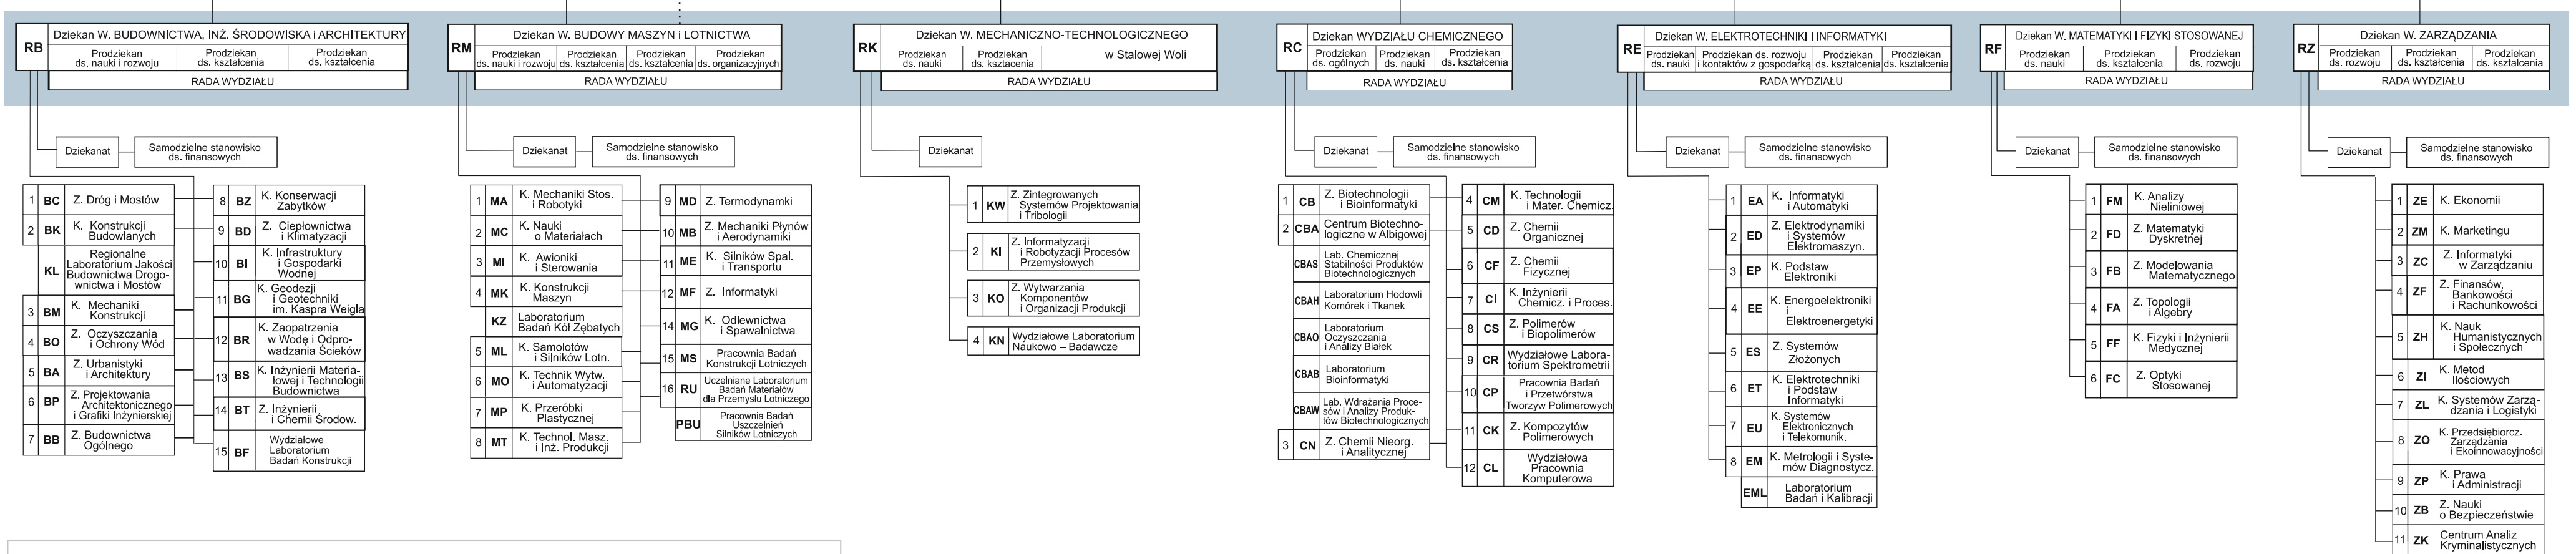 RB
Dziekan W. BUDOWNICTWA, INŻ. ŚRODOWISKA i ARCHITEKTURY
Prodziekan
ds. nauki i rozwoju
Prodziekan
ds. kształcenia
Prodziekan
ds. kształcenia
RADA WYDZIAŁU
Dziekanat
Samodzielne stanowisko
ds. finansowych
1 BC Z. Dróg i Mostów
2 BK K. Konstrukcji
Budowlanych
KL Regionalne
Laboratorium Jakości
Budownictwa Drogo-
wnictwa i Mostów
3 BM K. Mechaniki
Konstrukcji
4 BO Z. Oczyszczania
i Ochrony Wód
5 BA Z. Urbanistyki
i Architektury
6 BP Z. Projektowania
Architektonicznego
i Grafiki Inżynierskiej
7 BB Z. Budownictwa
Ogólnego
8 BZ K. Konserwacji
Zabytków
9 BD Z. Ciepłownictwa
i Klimatyzacji
10 BI K. Infrastruktury
i Gospodarki
Wodnej
11 BG K. Geodezji
i Geotechniki
im. Kaspra Weigla
12 BR K. Zaopatrzenia
w Wodę i Odpro-
wadzania Ścieków
13 BS K. Inżynierii Materia-
łowej i Technologii
Budownictwa
14 BT Z. Inżynierii
i Chemii Środow.
15 BF Wydziałowe
Laboratorium
Badań Konstrukcji
RM
Dziekan W. BUDOWY MASZYN i LOTNICTWA
Prodziekan
ds. nauki i rozwoju
Prodziekan
ds. kształcenia
Prodziekan
ds. kształcenia
Prodziekan
ds. organizacyjnych
RADA WYDZIAŁU
Dziekanat
Samodzielne stanowisko
ds. finansowych
1 MA K. Mechaniki Stos.
i Robotyki
2 MC K. Nauki
o Materiałach
3 MI K. Awioniki
i Sterowania
4 MK K. Konstrukcji
Maszyn
KZ Laboratorium
Badań Kół Zębatych
5 ML K. Samolotów
i Silników Lotn.
6 MO K. Technik Wytw.
i Automatyzacji
7 MP K. Przeróbki
Plastycznej
8 MT K. Technol. Masz.
i Inż. Produkcji
9 MD Z. Termodynamki
10 MB Z. Mechaniki Płynów
i Aerodynamiki
11 ME K. Silników Spal.
i Transportu
12 MF Z. Informatyki
14 MG K. Odlewnictwa
i Spawalnictwa
15 MS Pracownia Badań
Konstrukcji Lotniczych
16 RU Uczelniane Laboratorium
Badań Materiałów
dla Przemysłu Lotniczego
PBU Pracownia Badań
Uszczelnień
Silników Lotniczych
RK
Dziekan W. MECHANICZNO-TECHNOLOGICZNEGO
Prodziekan
ds. nauki
Prodziekan
ds. kształcenia
w Stalowej Woli
RADA WYDZIAŁU
Dziekanat
1 KW Z. Zintegrowanych
Systemów Projektowania
i Tribologii
2 KI Z. Informatyzacji
i Robotyzacji Procesów
Przemysłowych
3 KO Z. Wytwarzania
Komponentów
i Organizacji Produkcji
4 KN Wydziałowe Laboratorium
Naukowo – Badawcze
RC
Dziekan WYDZIAŁU CHEMICZNEGO
Prodziekan
ds. ogólnych
Prodziekan
ds. nauki
Prodziekan
ds. kształcenia
RADA WYDZIAŁU
Dziekanat
Samodzielne stanowisko
ds. finansowych
1 CB Z. Biotechnologii
i Bioinformatyki
2 CBA Centrum Biotechno-
logiczne w Albigowej
CBAS Lab. Chemicznej
Stabilności Produktów
Biotechnologicznych
CBAH Laboratorium Hodowli
Komórek i Tkanek
CBAO Laboratorium
Oczyszczania
i Analizy Białek
CBAB Laboratorium
Bioinformatyki
CBAW Lab. Wdrażania Proce-
sów i Analizy Produk-
tów Biotechnologicznych
3 CN Z. Chemii Nieorg.
i Analitycznej
4 CM K. Technologii
i Mater. Chemicz.
5 CD Z. Chemii
Organicznej
6 CF Z. Chemii
Fizycznej
7 CI K. Inżynierii
Chemicz. i Proces.
8 CS Z. Polimerów
i Biopolimerów
9 CR Wydziałowe Labora-
torium Spektrometrii
10 CP Pracownia Badań
i Przetwórstwa
Tworzyw Polimerowych
11 CK Z. Kompozytów
Polimerowych
12 CL Wydziałowa
Pracownia
Komputerowa
RE
Dziekan W. ELEKTROTECHNIKI I INFORMATYKI
Prodziekan
ds. nauki
Prodziekan ds. rozwoju
i kontaktów z gospodarką
Prodziekan
ds. kształcenia
Prodziekan
ds. kształcenia
RADA WYDZIAŁU
Dziekanat
Samodzielne stanowisko
ds. finansowych
1 EA K. Informatyki
i Automatyki
2 ED Z. Elektrodynamiki
i Systemów
Elektromaszyn.
3 EP K. Podstaw
Elektroniki
4 EE K. Energoelektroniki
i
Elektroenergetyki
5 ES Z. Systemów
Złożonych
6 ET K. Elektrotechniki
i Podstaw
Informatyki
7 EU K. Systemów
Elektronicznych
i Telekomunik.
8 EM K. Metrologii i Syste-
mów Diagnostycz.
EML Laboratorium
Badań i Kalibracji
RF
Dziekan W. MATEMATYKI I FIZYKI STOSOWANEJ
Prodziekan
ds. nauki
Prodziekan
ds. kształcenia
Prodziekan
ds. rozwoju
RADA WYDZIAŁU
Dziekanat
Samodzielne stanowisko
ds. finansowych
1 FM K. Analizy
Nieliniowej
2 FD Z. Matematyki
Dyskretnej
3 FB Z. Modelowania
Matematycznego
4 FA Z. Topologii
i Algebry
5 FF K. Fizyki i Inżynierii
Medycznej
6 FC Z. Optyki
Stosowanej
RZ
Dziekan W. ZARZĄDZANIA
Prodziekan
ds. rozwoju
Prodziekan
ds. kształcenia
Prodziekan
ds. kształcenia
RADA WYDZIAŁU
Dziekanat
Samodzielne stanowisko
ds. finansowych
1 ZE K. Ekonomii
2 ZM K. Marketingu
3 ZC Z. Informatyki
w Zarządzaniu
4 ZF Z. Finansów,
Bankowości
i Rachunkowości
5 ZH K. Nauk
Humanistycznych
i Społecznych
6 ZI K. Metod
Ilościowych
7 ZL K. Systemów Zarzą-
dzania i Logistyki
8 ZO K. Przedsiębiorcz.
Zarządzania
i Ekoinnowacyjności
9 ZP K. Prawa
i Administracji
10 ZB Z. Nauki
o Bezpieczeństwie
11 ZK Centrum Analiz
Kryminalistycznych